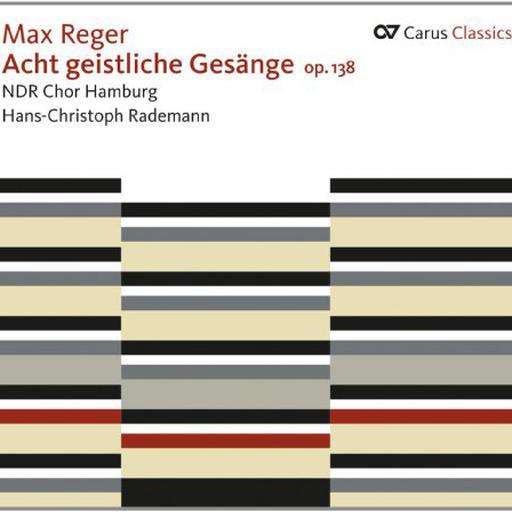 Max Reger
Carus Classics
Acht geistliche Gesänge op. 138
NDR Chor Hamburg
Hans-Christoph Rademann